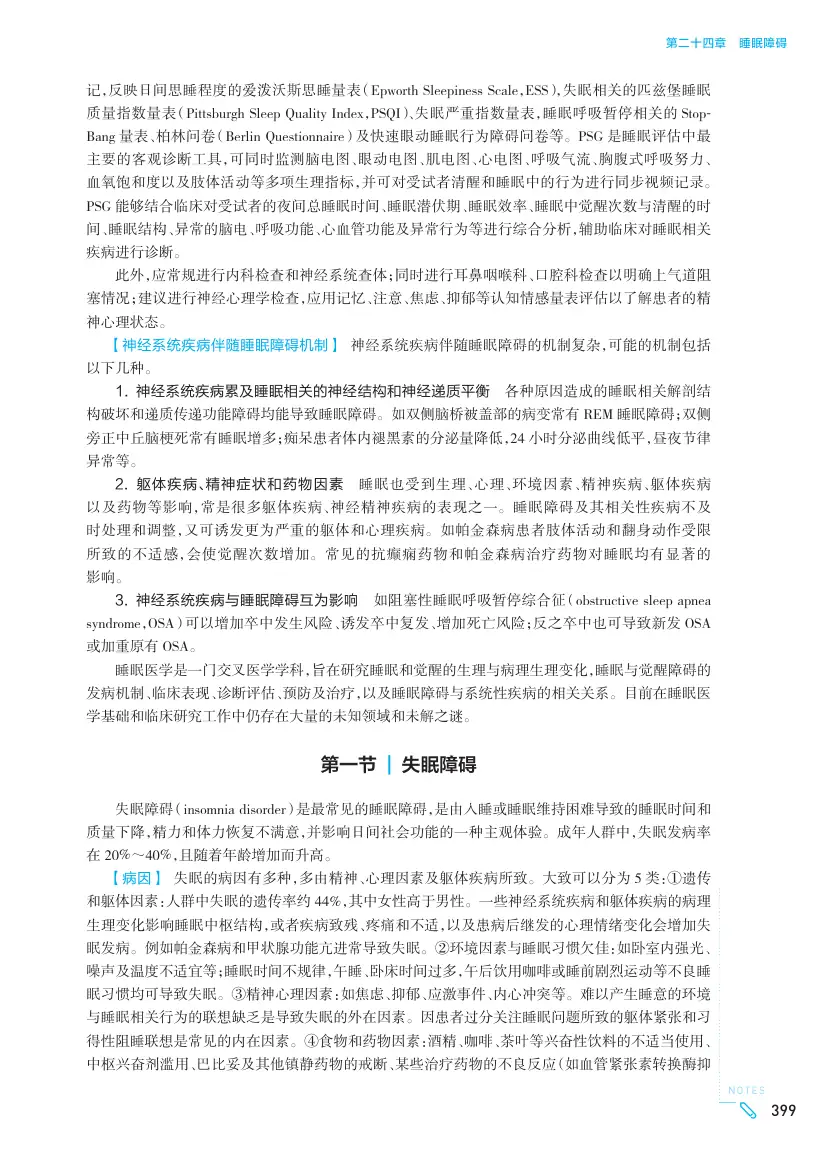 第二十四章　睡眠障碍
记,反映日间思睡程度的爱泼沃斯思睡量表(Epworth Sleepiness Scale,ESS),失眠相关的匹兹堡睡眠
质量指数量表(Pittsburgh Sleep Quality Index,PSQI)、失眠严重指数量表,睡眠呼吸暂停相关的 Stop-
Bang 量表、柏林问卷(Berlin Questionnaire)及快速眼动睡眠行为障碍问卷等。PSG 是睡眠评估中最
主要的客观诊断工具,可同时监测脑电图、眼动电图、肌电图、心电图、呼吸气流、胸腹式呼吸努力、
血氧饱和度以及肢体活动等多项生理指标,并可对受试者清醒和睡眠中的行为进行同步视频记录。
PSG 能够结合临床对受试者的夜间总睡眠时间、睡眠潜伏期、睡眠效率、睡眠中觉醒次数与清醒的时
间、睡眠结构、异常的脑电、呼吸功能、心血管功能及异常行为等进行综合分析,辅助临床对睡眠相关
疾病进行诊断。
此外,应常规进行内科检查和神经系统查体;同时进行耳鼻咽喉科、口腔科检查以明确上气道阻
塞情况;建议进行神经心理学检查,应用记忆、注意、焦虑、抑郁等认知情感量表评估以了解患者的精
神心理状态。
【神经系统疾病伴随睡眠障碍机制】　神经系统疾病伴随睡眠障碍的机制复杂,可能的机制包括
以下几种。
1. 神经系统疾病累及睡眠相关的神经结构和神经递质平衡　各种原因造成的睡眠相关解剖结
构破坏和递质传递功能障碍均能导致睡眠障碍。如双侧脑桥被盖部的病变常有 REM 睡眠障碍;双侧
旁正中丘脑梗死常有睡眠增多;痴呆患者体内褪黑素的分泌量降低,24 小时分泌曲线低平,昼夜节律
异常等。
2. 躯体疾病、精神症状和药物因素　睡眠也受到生理、心理、环境因素、精神疾病、躯体疾病
以及药物等影响,常是很多躯体疾病、神经精神疾病的表现之一。睡眠障碍及其相关性疾病不及
时处理和调整,又可诱发更为严重的躯体和心理疾病。如帕金森病患者肢体活动和翻身动作受限
所致的不适感,会使觉醒次数增加。常见的抗癫痫药物和帕金森病治疗药物对睡眠均有显著的
影响。
3. 神经系统疾病与睡眠障碍互为影响　如阻塞性睡眠呼吸暂停综合征(obstructive sleep apnea
syndrome,OSA)可以增加卒中发生风险、诱发卒中复发、增加死亡风险;反之卒中也可导致新发 OSA
或加重原有 OSA。
睡眠医学是一门交叉医学学科,旨在研究睡眠和觉醒的生理与病理生理变化,睡眠与觉醒障碍的
发病机制、临床表现、诊断评估、预防及治疗,以及睡眠障碍与系统性疾病的相关关系。目前在睡眠医
学基础和临床研究工作中仍存在大量的未知领域和未解之谜。
第一节｜失眠障碍
失眠障碍(insomnia disorder)是最常见的睡眠障碍,是由入睡或睡眠维持困难导致的睡眠时间和
质量下降,精力和体力恢复不满意,并影响日间社会功能的一种主观体验。成年人群中,失眠发病率
在 20%～40%,且随着年龄增加而升高。
【病因】　失眠的病因有多种,多由精神、心理因素及躯体疾病所致。大致可以分为 5 类:①遗传
和躯体因素:人群中失眠的遗传率约 44%,其中女性高于男性。一些神经系统疾病和躯体疾病的病理
生理变化影响睡眠中枢结构,或者疾病致残、疼痛和不适,以及患病后继发的心理情绪变化会增加失
眠发病。例如帕金森病和甲状腺功能亢进常导致失眠。②环境因素与睡眠习惯欠佳:如卧室内强光、
噪声及温度不适宜等;睡眠时间不规律,午睡、卧床时间过多,午后饮用咖啡或睡前剧烈运动等不良睡
眠习惯均可导致失眠。③精神心理因素:如焦虑、抑郁、应激事件、内心冲突等。难以产生睡意的环境
与睡眠相关行为的联想缺乏是导致失眠的外在因素。因患者过分关注睡眠问题所致的躯体紧张和习
得性阻睡联想是常见的内在因素。④食物和药物因素:酒精、咖啡、茶叶等兴奋性饮料的不适当使用、
中枢兴奋剂滥用、巴比妥及其他镇静药物的戒断、某些治疗药物的不良反应(如血管紧张素转换酶抑
NOTES
399